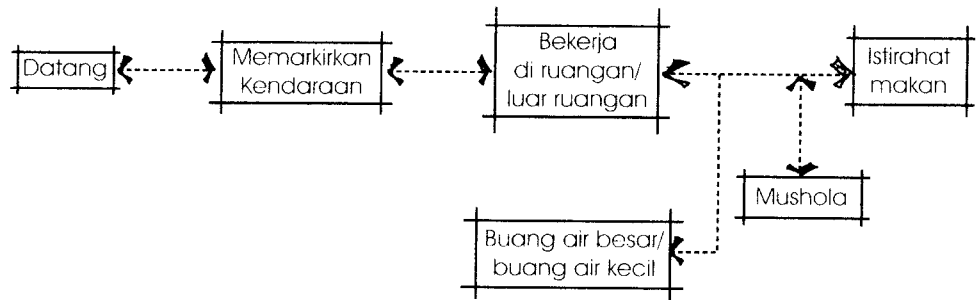 Datang
Memarkirkan
Kendaraan
Bekerja
di ruangan/
luar ruangan
Istirahat
makan
Mushola
Buang air besar/
buang air kecil